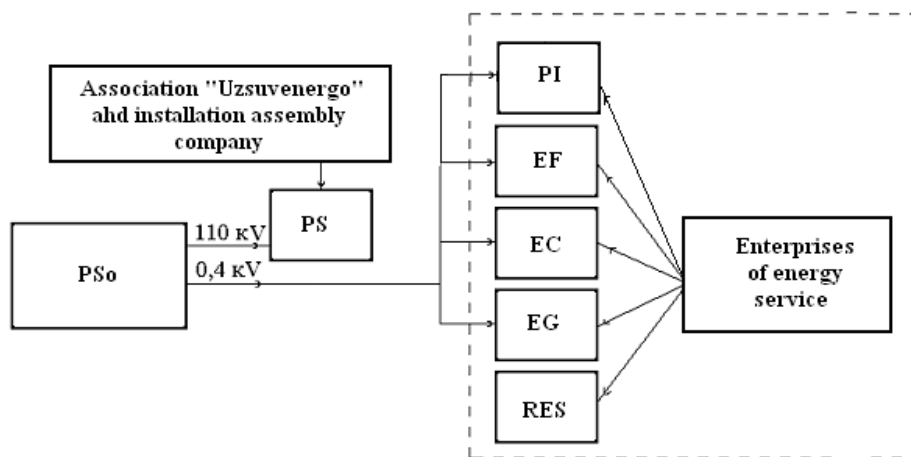 Association "Uzsuvenergo"
ahd installation assembly
company
PSo
110 кV
0,4 кV
PS
PI
EF
EC
EG
RES
Enterprises
of energy
service